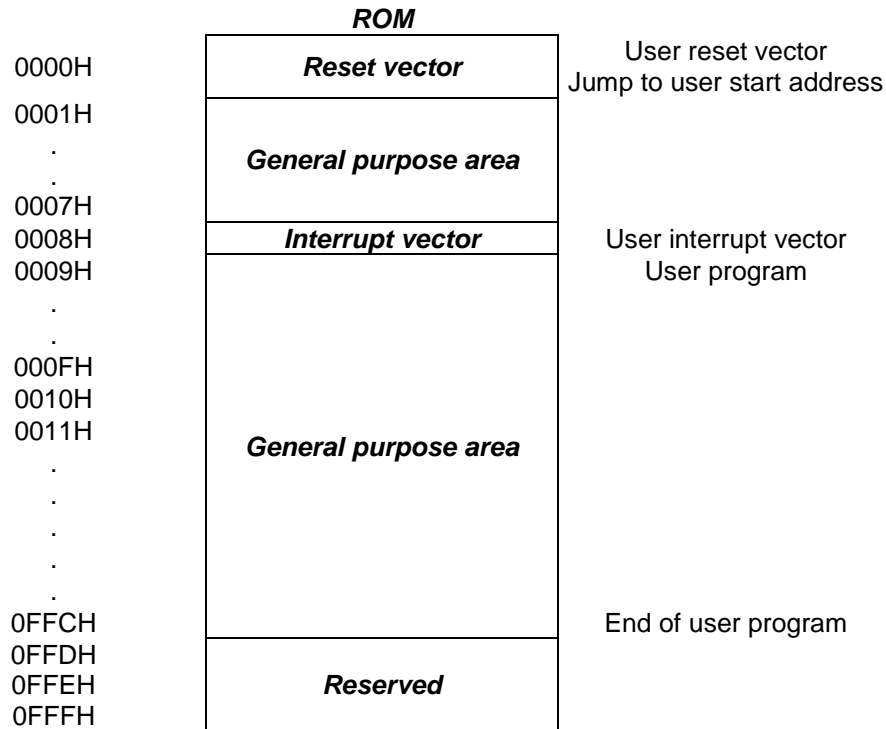 ROM
0000H Reset vector User reset vector
Jump to user start address
0001H
.
. General purpose area
0007H
0008H Interrupt vector User interrupt vector
0009H User program
.
.
000FH
0010H
0011H
General purpose area
.
.
.
.
.
0FFCH End of user program
0FFDH
0FFEH Reserved
0FFFH